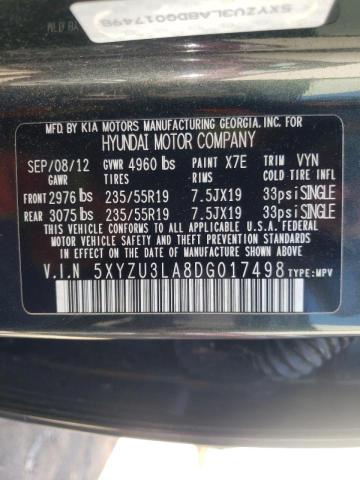 5XYZU3LA8DG017498
MFD BY KIA MOTORS MANUFACTURING GEORGIA.INC. FOR
HYUNDAI MOTOR COMPANY
SEP/08/12 GVWR 4960 lbs PAINT X7E TRIM VYN
GAWR TIRES RIMS COLD TIRE INFL
FRONT 2976 lbs 235/55R19 7.5JX19 33psi SINGLE
REAR 3075 lbs 235/55R19 7.5JX19 33psi SINGLE
THIS VEHICLE CONFORMS TO ALL APPLICABLE U.S.A. FEDERAL
MOTOR VEHICLE SAFETY AND THEFT PREVENTION STANDARDS
IN EFFECT ON THE DATE OF MANUFACTURE SHOWN ABOVE.
V.I.N 5XYZU3LA8DG017498 TYPE:MPV